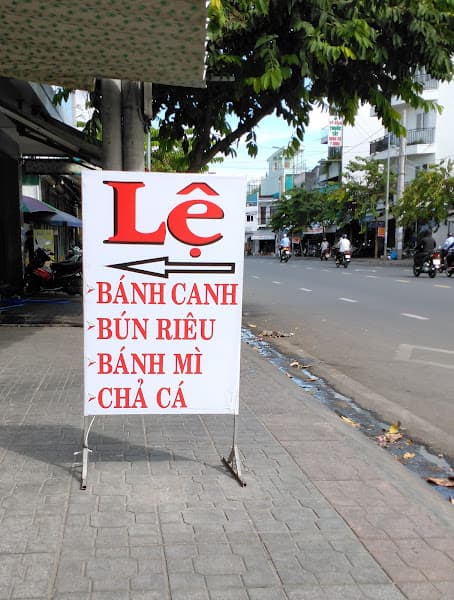 Lệ
BÁNH CANH
BÚN RIÊU
BÁNH MÌ
CHẢ CÁ